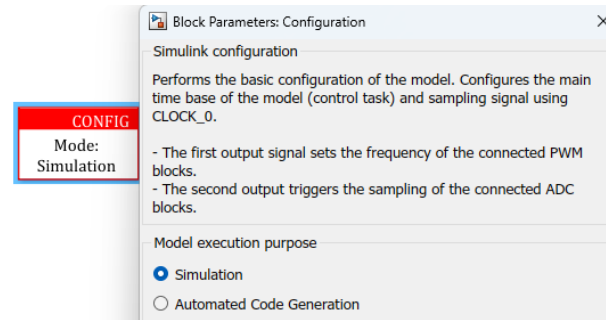 Block Parameters: Configuration
Simulink configuration
Performs the basic configuration of the model. Configures the main
time base of the model (control task) and sampling signal using
CLOCK_0.
- The first output signal sets the frequency of the connected PWM
blocks.
- The second output triggers the sampling of the connected ADC
blocks.
Model execution purpose
Simulation
Automated Code Generation
CONFIG
Mode:
Simulation